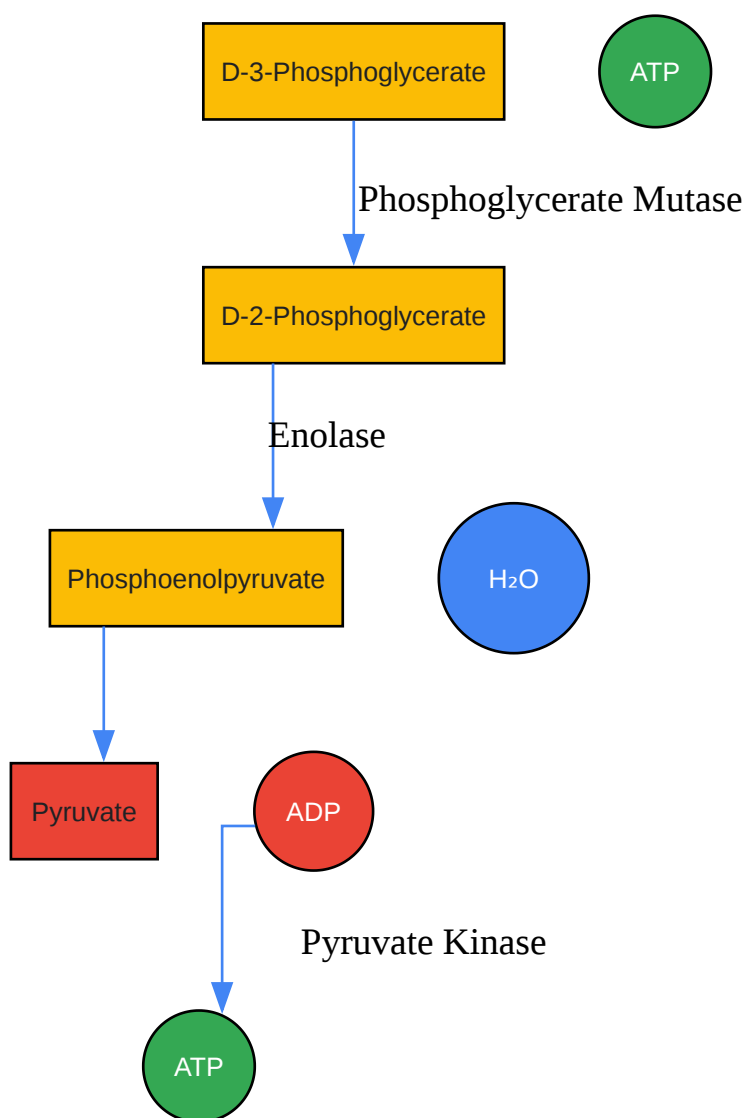 D-3-Phosphoglycerate
ATP
Phosphoglycerate Mutase
D-2-Phosphoglycerate
Enolase
Phosphoenolpyruvate
H₂O
Pyruvate
ADP
Pyruvate Kinase
ATP